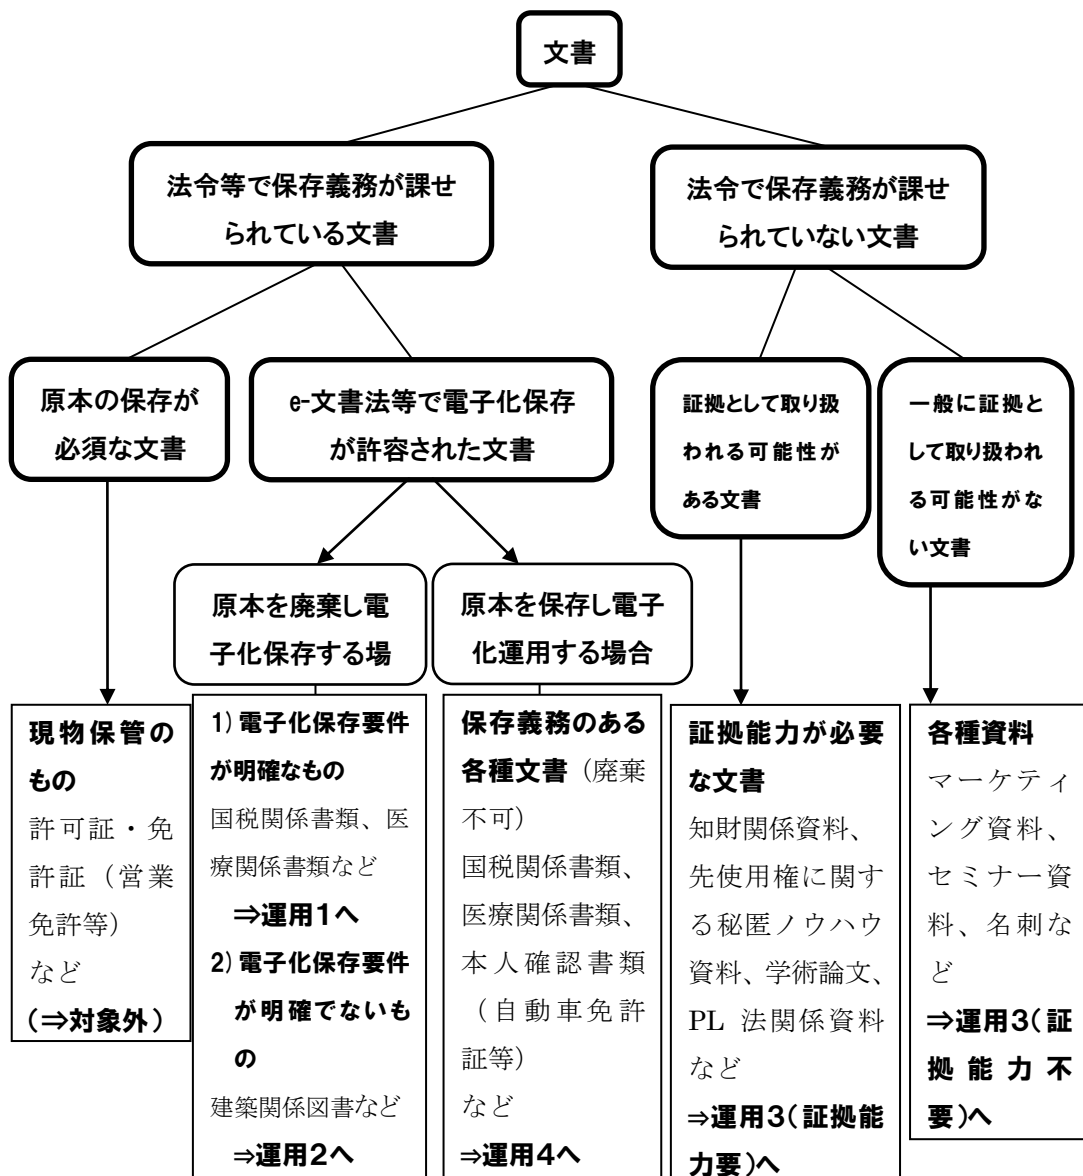 文書
法令等で保存義務が課せ
られている文書
法令で保存義務が課せ
られていない文書
原本の保存が
必須な文書
e-文書法等で電子化保存
が許容された文書
証拠として取り扱
われる可能性が
ある文書
一般に証拠と
して取り扱われ
る可能性がな
い文書
原本を廃棄し電
子化保存する場
原本を保存し電子
化運用する場合
現物保管の
もの
許可証・免
許証（営業
免許等）
など
（⇒対象外）
1) 電子化保存要件
が明確なもの
国税関係書類、医
療関係書類など
⇒運用1へ
2) 電子化保存要件
が明確でないも
の
建築関係図書など
⇒運用2へ
保存義務のある
各種文書（廃棄
不可）
国税関係書類、
医療関係書類、
本人確認書類
（自動車免許
証等）
など
⇒運用4へ
証拠能力が必要
な文書
知財関係資料、
先使用権に関す
る秘匿ノウハウ
資料、学術論文、
PL 法関係資料
など
⇒運用3（証拠能
力要）へ
各種資料
マーケティ
ング資料、
セミナー資
料、名刺な
ど
⇒運用3（証
拠能力不
要）へ